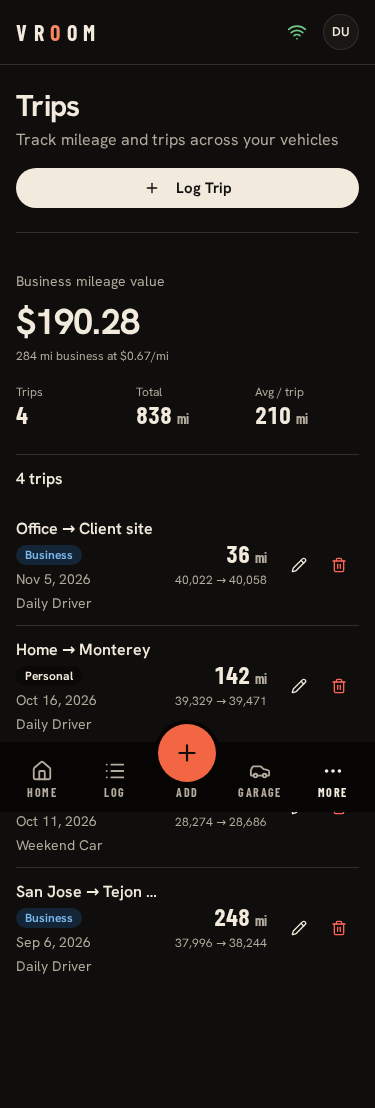 VROOM
DU
Trips
Track mileage and trips across your vehicles
+ Log Trip
Business mileage value
$190.28
284 mi business at $0.67/mi
Trips
Total
Avg / trip
4
838 mi
210 mi
4 trips
Office → Client site
Business
36 mi
Nov 5, 2026
40,022 → 40,058
Daily Driver
Home → Monterey
Personal
142 mi
Oct 16, 2026
39,329 → 39,471
Daily Driver
HOME
LOG
ADD
GARAGE
MORE
Oct 11, 2026
28,274 → 28,686
Weekend Car
San Jose → Tejon ...
Business
248 mi
Sep 6, 2026
37,996 → 38,244
Daily Driver